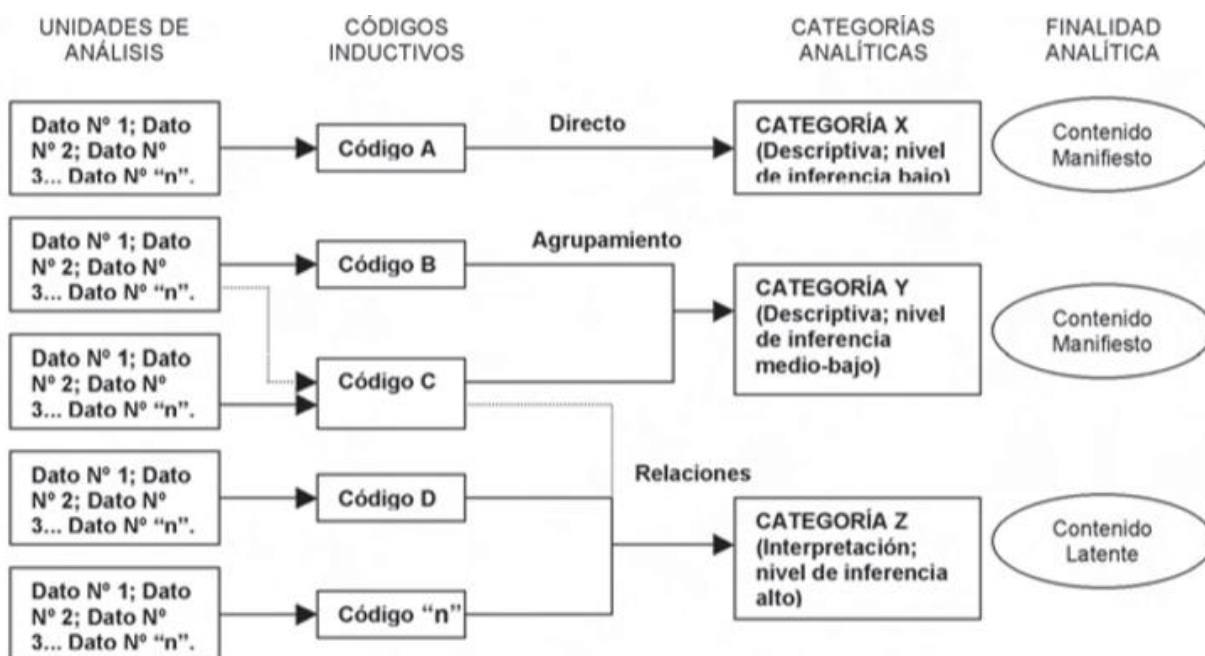 UNIDADES DE
ANÁLISIS
CÓDIGOS
INDUCTIVOS
CATEGORÍAS
ANALÍTICAS
FINALIDAD
ANALÍTICA
Dato Nº 1; Dato
Nº 2; Dato Nº
3... Dato Nº “n”.
Código A
Directo
CATEGORÍA X
(Descriptiva; nivel
de inferencia bajo)
Contenido
Manifiesto
Dato Nº 1; Dato
Nº 2; Dato Nº
3... Dato Nº “n”.
Código B
Agrupamiento
CATEGORÍA Y
(Descriptiva; nivel
de inferencia
medio-bajo)
Contenido
Manifiesto
Dato Nº 1; Dato
Nº 2; Dato Nº
3... Dato Nº “n”.
Código C
Dato Nº 1; Dato
Nº 2; Dato Nº
3... Dato Nº “n”.
Código D
Relaciones
CATEGORÍA Z
(Interpretación;
nivel de inferencia
alto)
Contenido
Latente
Dato Nº 1; Dato
Nº 2; Dato Nº
3... Dato Nº “n”.
Código “n”